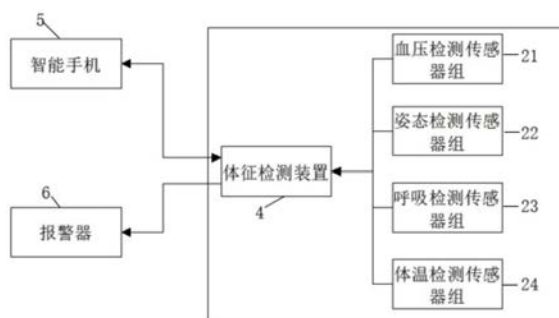 5
智能手机
6
报警器
体征检测装置
4
血压检测传感
器组
21
姿态检测传感
器组
22
呼吸检测传感
器组
23
体温检测传感
器组
24